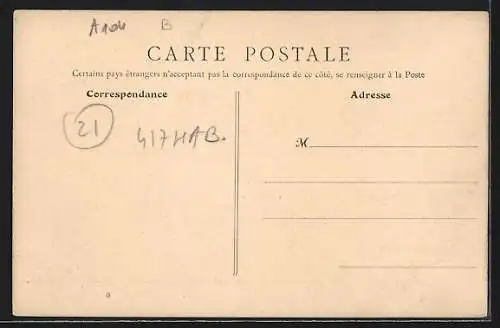 B
CARTE POSTALE
Certains pays étrangers n'acceptant pas la correspondance de ce côté, se renseigner à la Poste
Correspondance
Adresse
21
417HAB.
M.